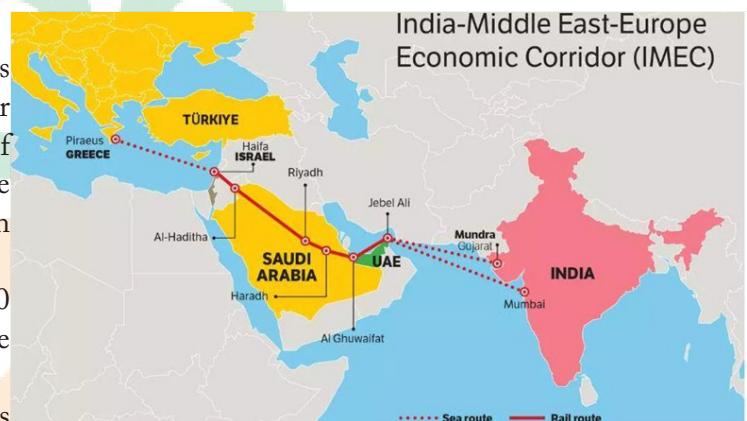 India-Middle East-Europe
Economic Corridor (IMEC)
s
r
f
e
n
0
e
s
TÜRKIYE
Piraeus
GREECE
Haifa
ISRAEL
Riyadh
Jebel Ali
Al-Haditha
SAUDI
ARABIA
UAE
Mundra
Gujarat
INDIA
Mumbai
Haradh
Al Ghuwaifat
Sea route
Rail route